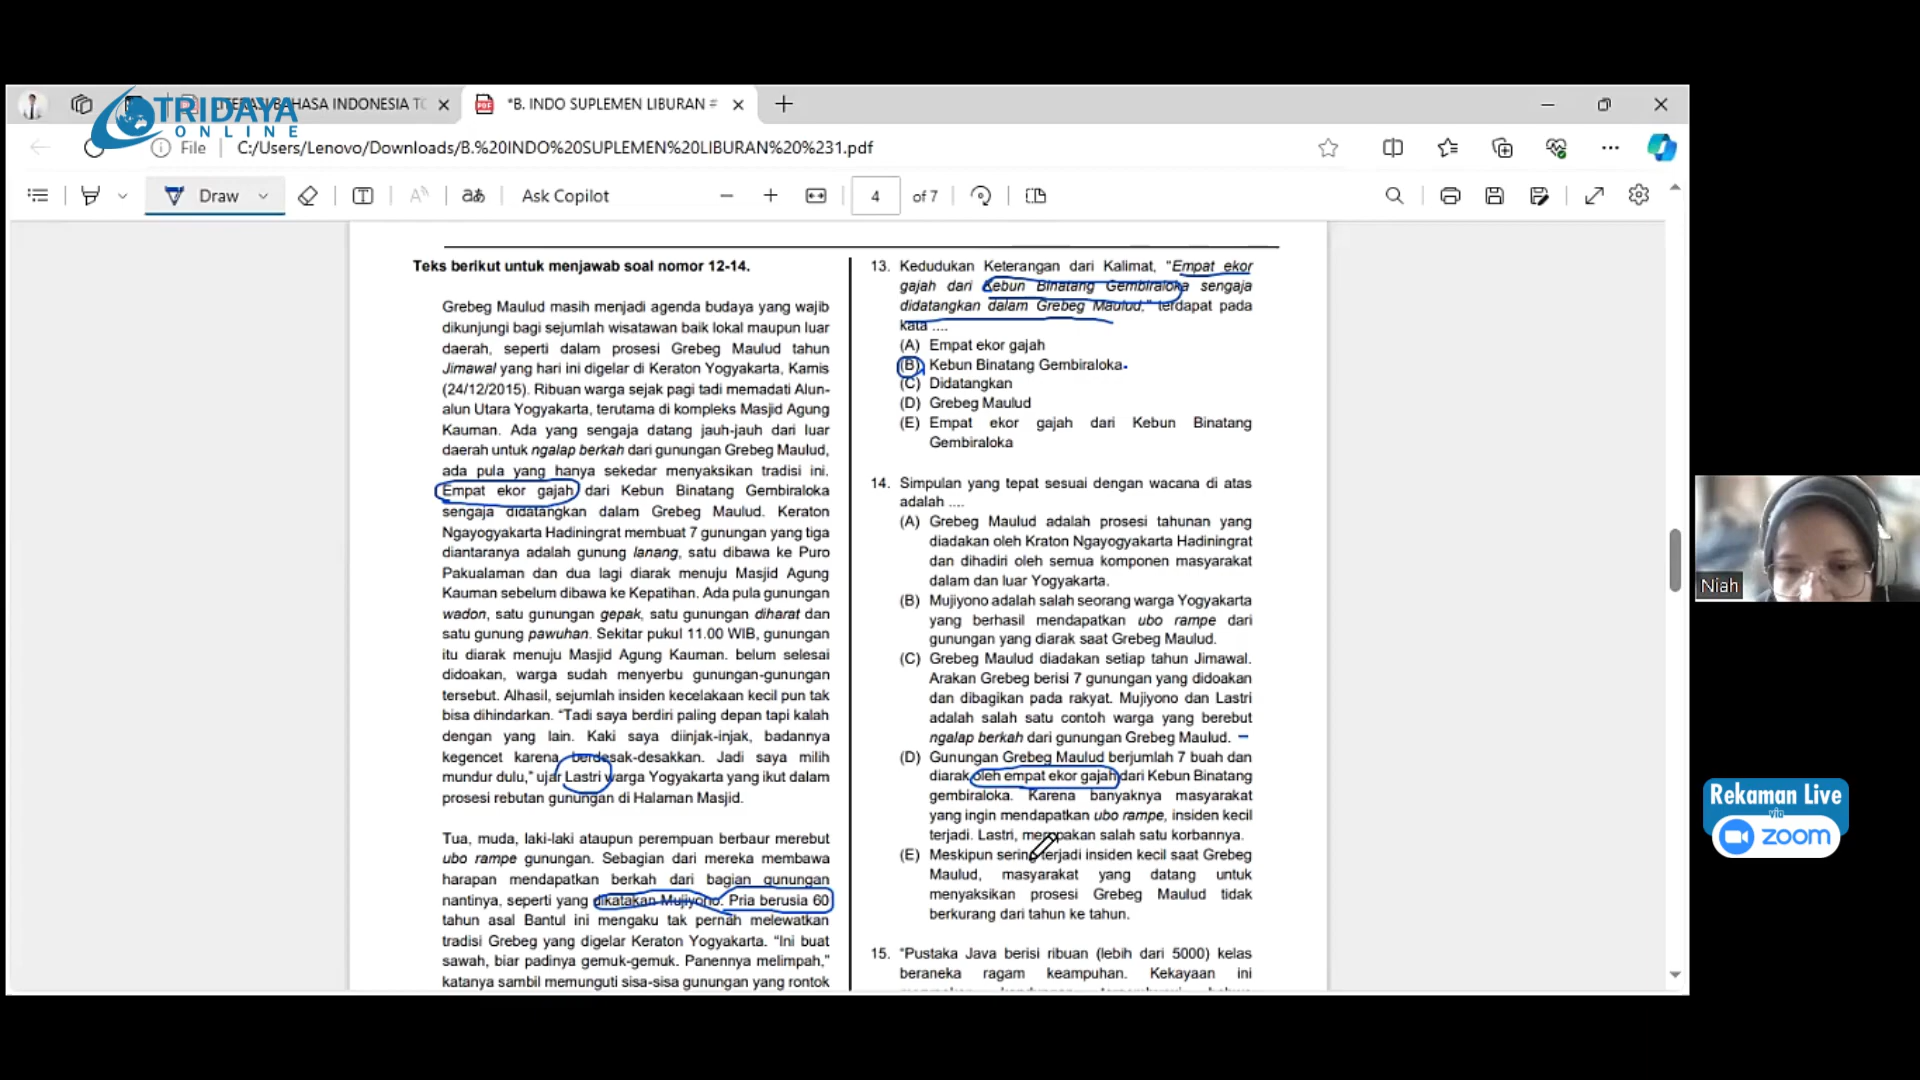 TRIDAYA
ONLINE
LITERASI BAHASA INDONESIA TO
*B. INDO SUPLEMEN LIBURAN #
File
C:/Users/Lenovo/Downloads/B.%20INDO%20SUPLEMEN%20LIBURAN%20%231.pdf
Draw
Ask Copilot
4 of 7
Teks berikut untuk menjawab soal nomor 12-14.
Grebeg Maulud masih menjadi agenda budaya yang wajib
dikunjungi bagi sejumlah wisatawan baik lokal maupun luar
daerah, seperti dalam prosesi Grebeg Maulud tahun
Jimawal yang hari ini digelar di Keraton Yogyakarta, Kamis
(24/12/2015). Ribuan warga sejak pagi tadi memadati Alun-
alun Utara Yogyakarta, terutama di kompleks Masjid Agung
Kauman. Ada yang sengaja datang jauh-jauh dari luar
daerah untuk ngalap berkah dari gunungan Grebeg Maulud,
ada pula yang hanya sekedar menyaksikan tradisi ini.
Empat ekor gajah dari Kebun Binatang Gembiraloka
sengaja didatangkan dalam Grebeg Maulud. Keraton
Ngayogyakarta Hadiningrat membuat 7 gunungan yang tiga
diantaranya adalah gunung lanang, satu dibawa ke Puro
Pakualaman dan dua lagi diarak menuju Masjid Agung
Kauman sebelum dibawa ke Kepatihan. Ada pula gunungan
wadon, satu gunungan gepak, satu gunungan diharat dan
satu gunung pawuhan. Sekitar pukul 11.00 WIB, gunungan
itu diarak menuju Masjid Agung Kauman. belum selesai
didoakan, warga sudah menyerbu gunungan-gunungan
tersebut. Alhasil, sejumlah insiden kecelakaan kecil pun tak
bisa dihindarkan. "Tadi saya berdiri paling depan tapi kalah
dengan yang lain. Kaki saya diinjak-injak, badannya
kegencet karena berdesak-desakkan. Jadi saya milih
mundur dulu," ujar Lastri warga Yogyakarta yang ikut dalam
prosesi rebutan gunungan di Halaman Masjid.
Tua, muda, laki-laki ataupun perempuan berbaur merebut
ubo rampe gunungan. Sebagian dari mereka membawa
harapan mendapatkan berkah dari bagian gunungan
nantinya, seperti yang dikatakan Mujiyono. Pria berusia 60
tahun asal Bantul ini mengaku tak pernah melewatkan
tradisi Grebeg yang digelar Keraton Yogyakarta. "Ini buat
sawah, biar padinya gemuk-gemuk. Panennya melimpah,"
katanya sambil memunguti sisa-sisa gunungan yang rontok
13. Kedudukan Keterangan dari Kalimat, "Empat ekor
gajah dari Kebun Binatang Gembiraloka sengaja
didatangkan dalam Grebeg Maulud," terdapat pada
kata ....
(A) Empat ekor gajah
(B) Kebun Binatang Gembiraloka
(C) Didatangkan
(D) Grebeg Maulud
(E) Empat ekor gajah dari Kebun Binatang
Gembiraloka
14. Simpulan yang tepat sesuai dengan wacana di atas
adalah ....
(A) Grebeg Maulud adalah prosesi tahunan yang
diadakan oleh Kraton Ngayogyakarta Hadiningrat
dan dihadiri oleh semua komponen masyarakat
dalam dan luar Yogyakarta.
(B) Mujiyono adalah salah seorang warga Yogyakarta
yang berhasil mendapatkan ubo rampe dari
gunungan yang diarak saat Grebeg Maulud.
(C) Grebeg Maulud diadakan setiap tahun Jimawal.
Arakan Grebeg berisi 7 gunungan yang didoakan
dan dibagikan pada rakyat. Mujiyono dan Lastri
adalah salah satu contoh warga yang berebut
ngalap berkah dari gunungan Grebeg Maulud.
(D) Gunungan Grebeg Maulud berjumlah 7 buah dan
diarak oleh empat ekor gajah dari Kebun Binatang
gembiraloka. Karena banyaknya masyarakat
yang ingin mendapatkan ubo rampe, insiden kecil
terjadi. Lastri, merupakan salah satu korbannya.
(E) Meskipun sering terjadi insiden kecil saat Grebeg
Maulud, masyarakat yang datang untuk
menyaksikan prosesi Grebeg Maulud tidak
berkurang dari tahun ke tahun.
15. "Pustaka Java berisi ribuan (lebih dari 5000) kelas
beraneka ragam keampuhan. Kekayaan ini
Niah
Rekaman Live
via
zoom